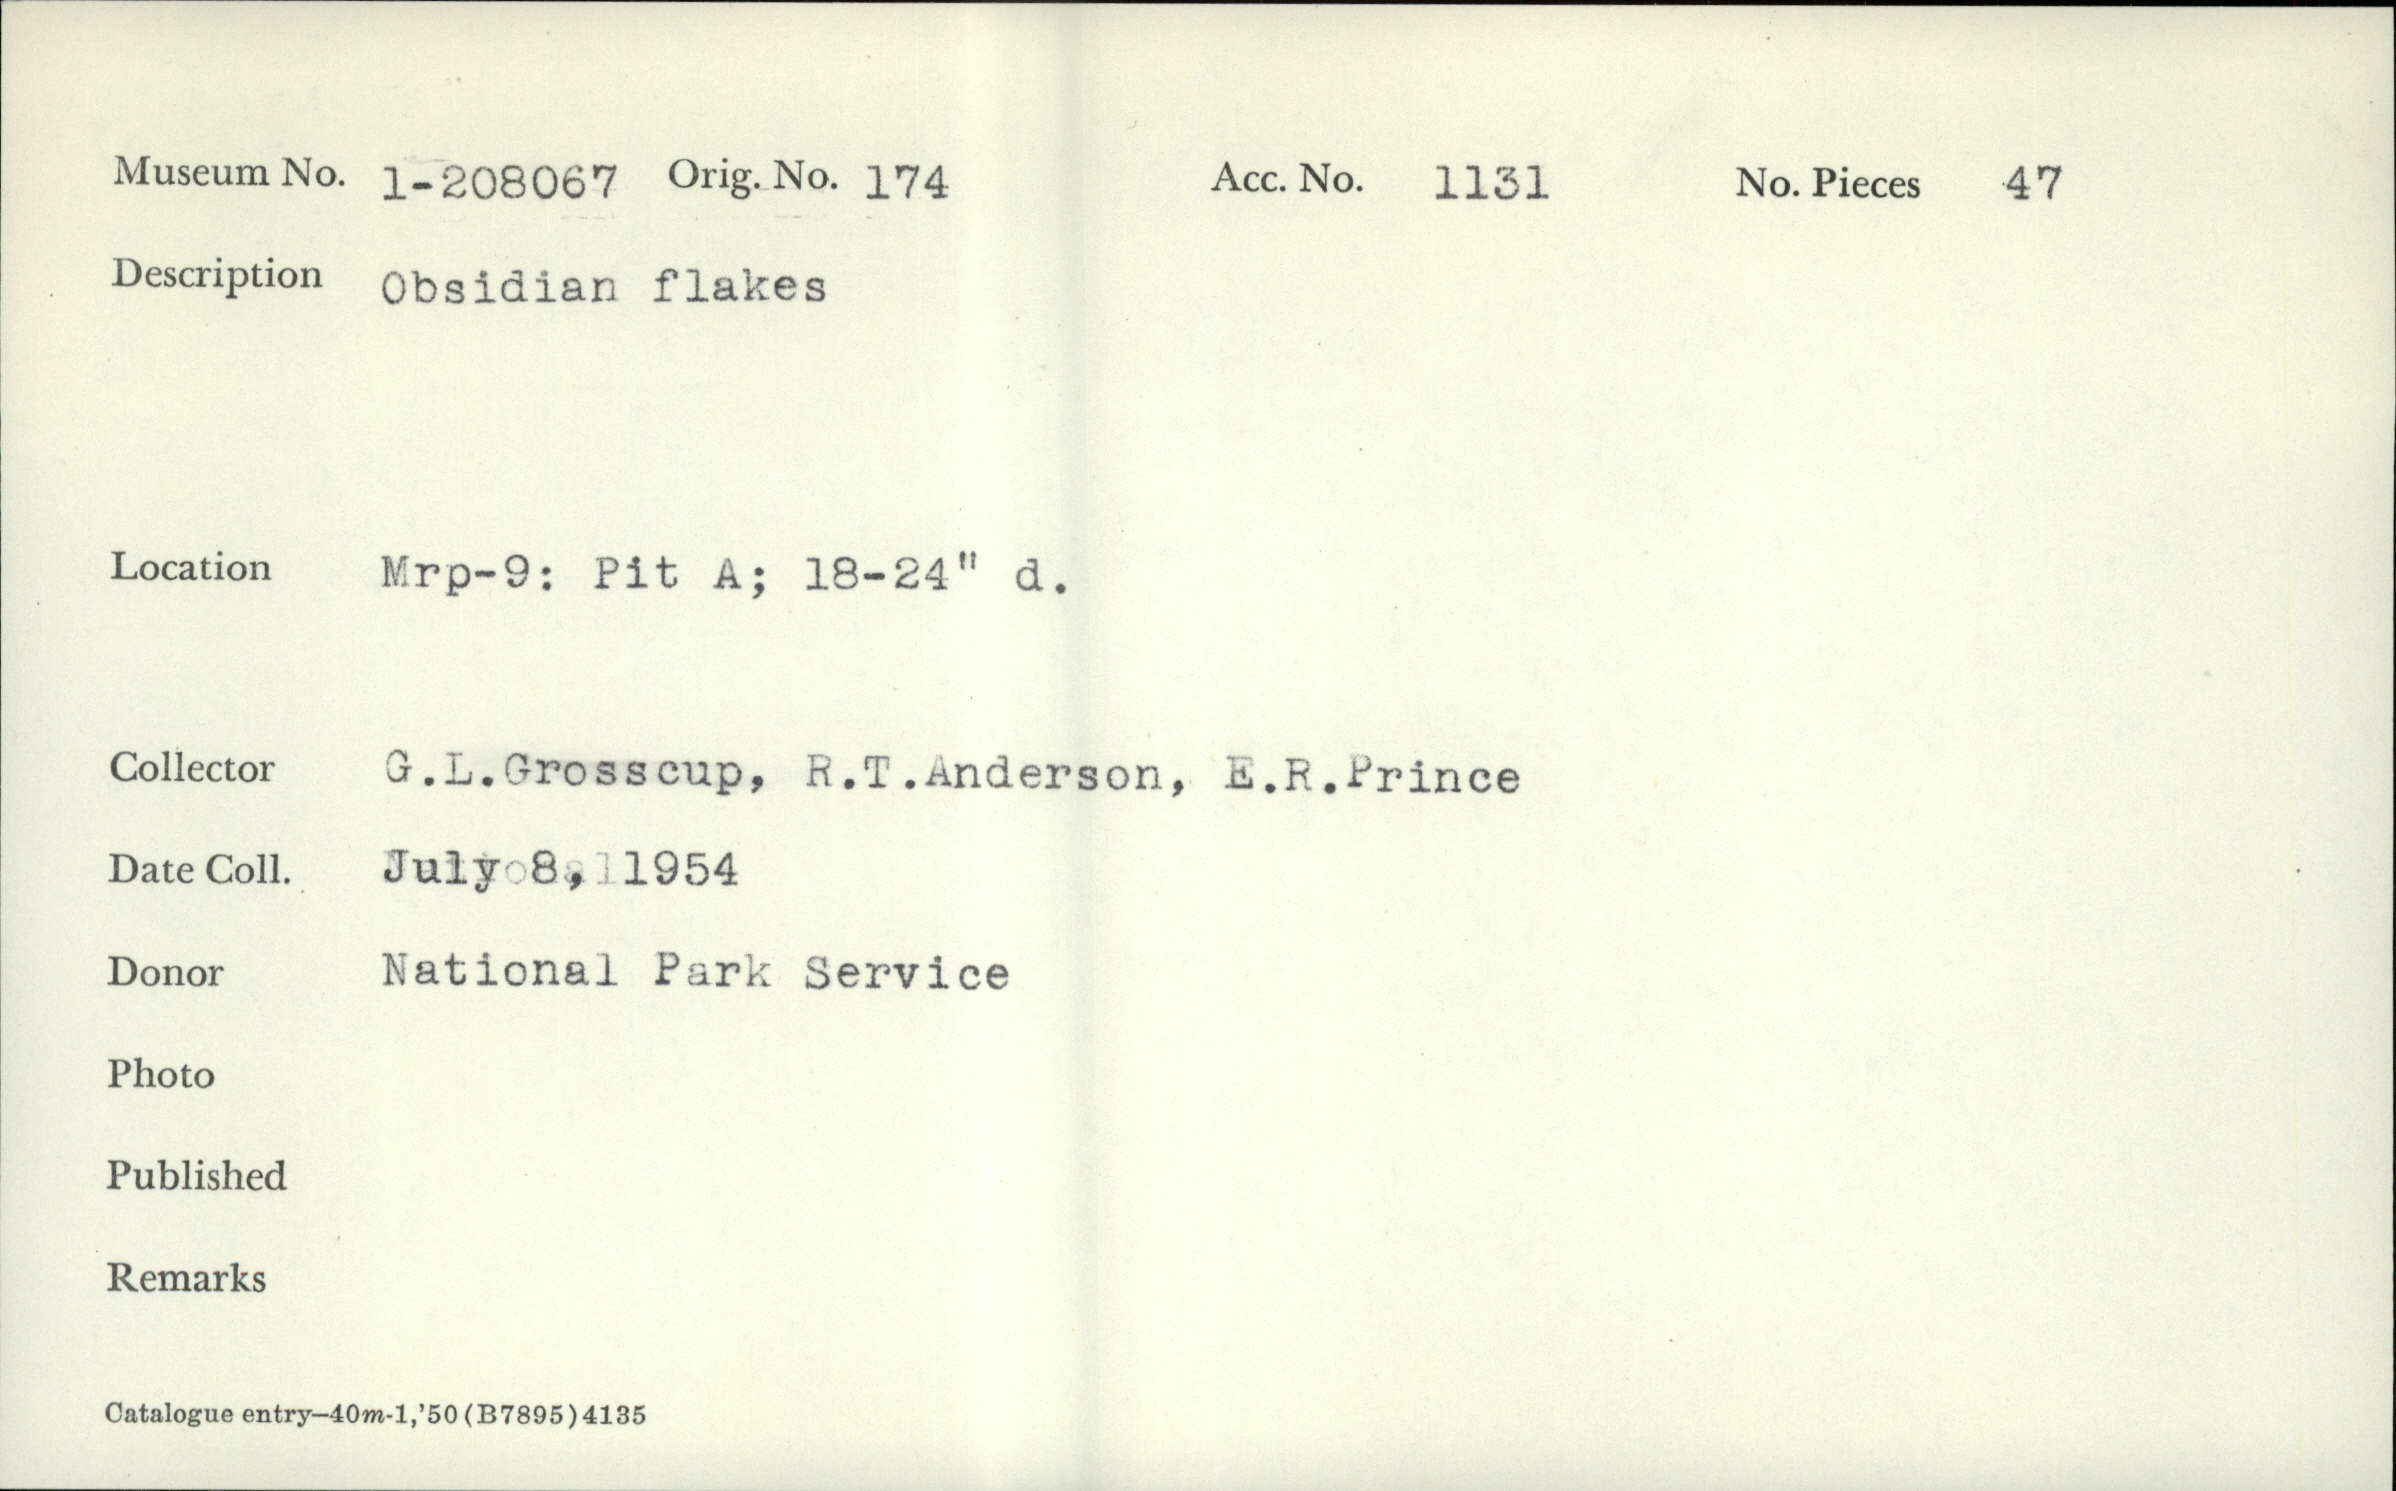 Museum No. 1-208067 Orig. No. 174 Acc. No. 1131 No. Pieces 47
Description Obsidian flakes
Location Mrp-9: Pit A; 18-24" d.
Collector G.L.Grosscup, R.T.Anderson, E.R.Prince
Date Coll. July 8, 1954
Donor National Park Service
Photo
Published
Remarks
Catalogue entry—40m-1,'50(B7895)4135